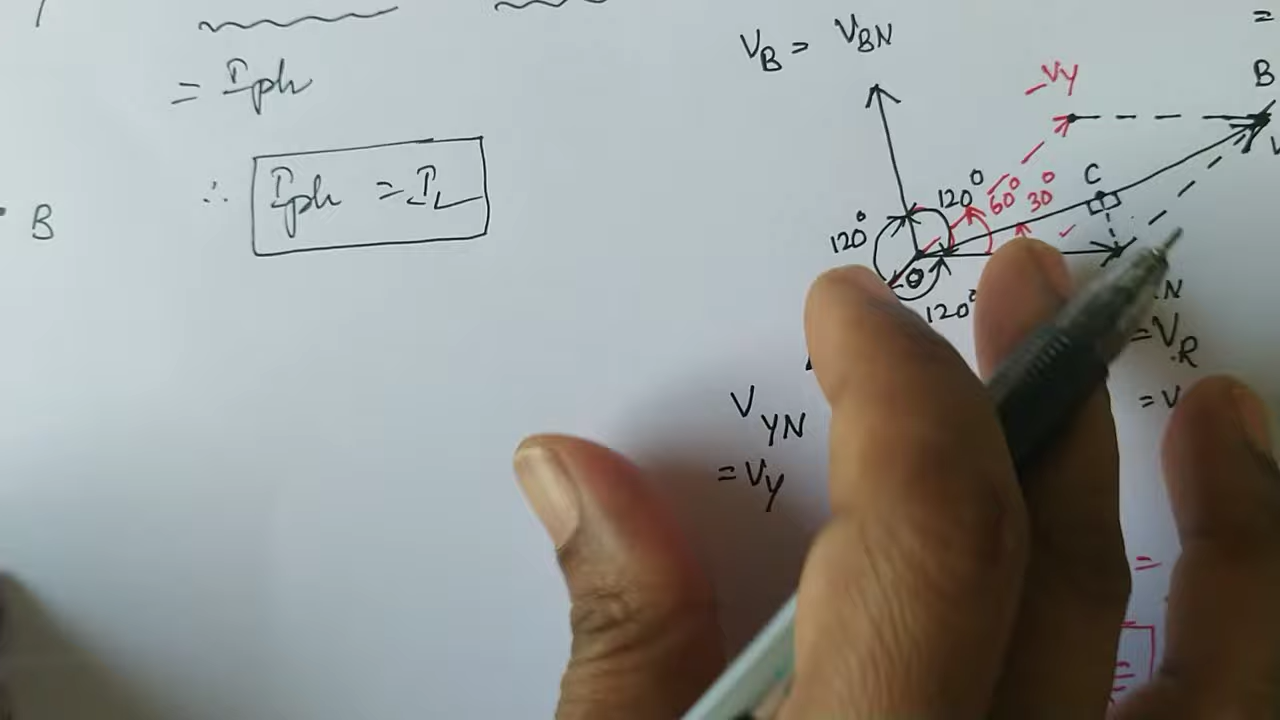 = Iph
∴ Iph = IL
B
VB = VBN
-VY
B
120°
60°
30°
C
120°
O
120°
N
= VR
= V
VYN
= VY
=
=